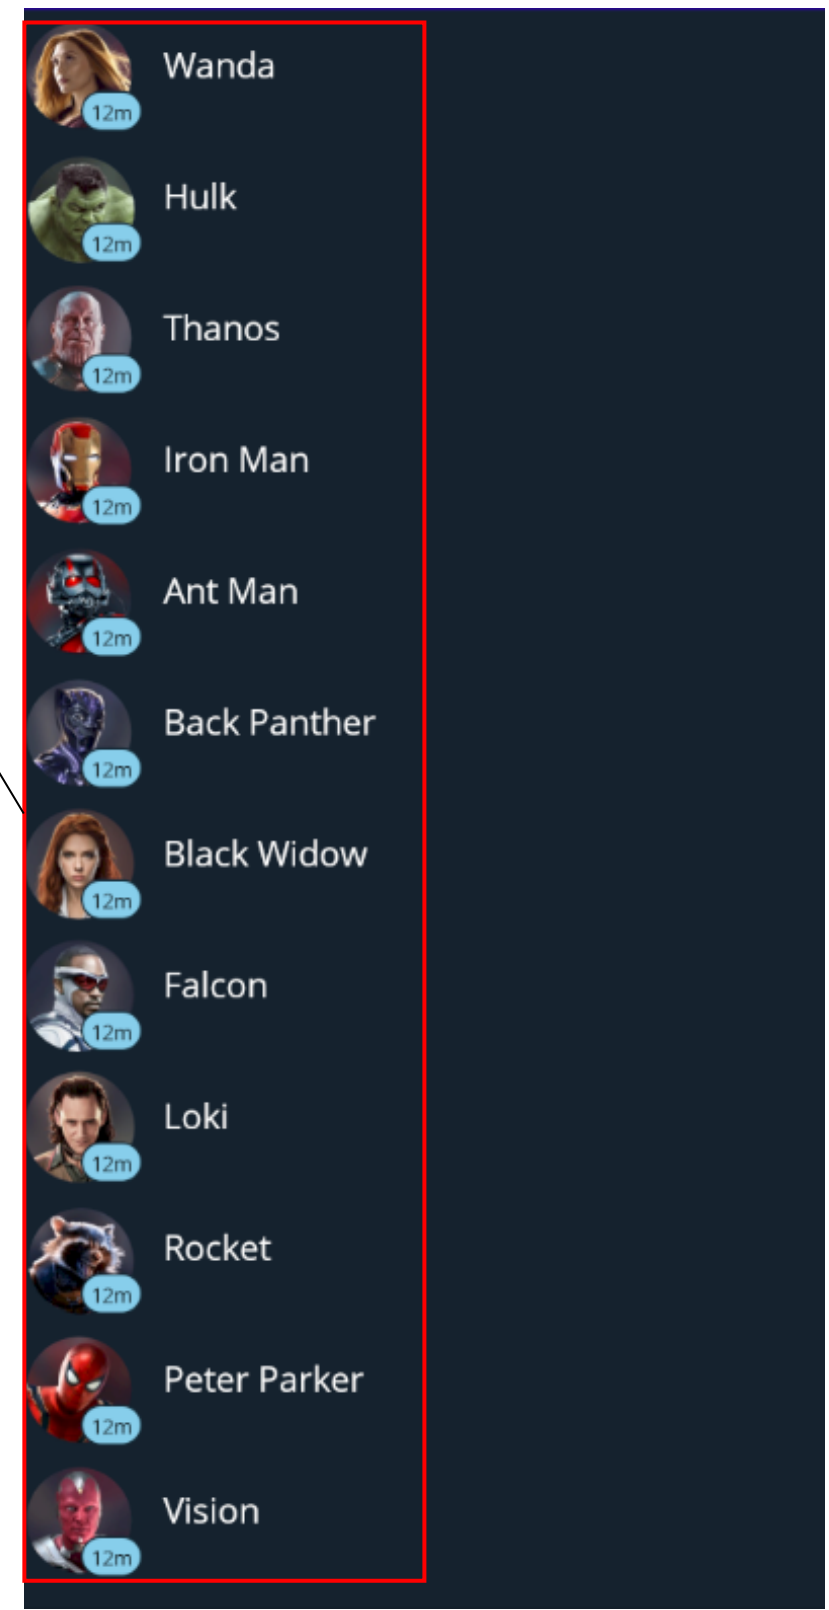 Wanda
12m
Hulk
12m
Thanos
12m
Iron Man
12m
Ant Man
12m
Back Panther
12m
Black Widow
12m
Falcon
12m
Loki
12m
Rocket
12m
Peter Parker
12m
Vision
12m